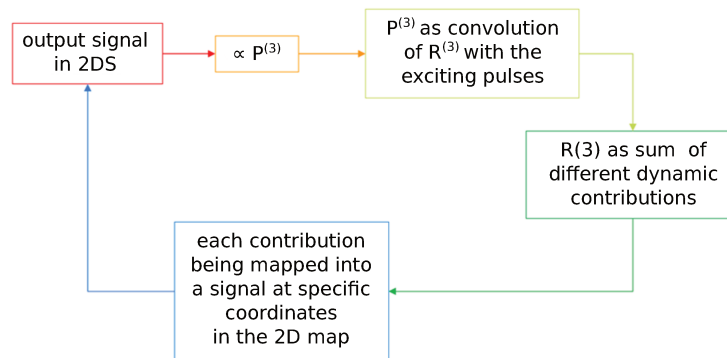 output signal
in 2DS
∝ P⁽³⁾
P⁽³⁾ as convolution
of R⁽³⁾ with the
exciting pulses
R(3) as sum  of
different dynamic
contributions
each contribution
being mapped into
a signal at specific
coordinates
in the 2D map